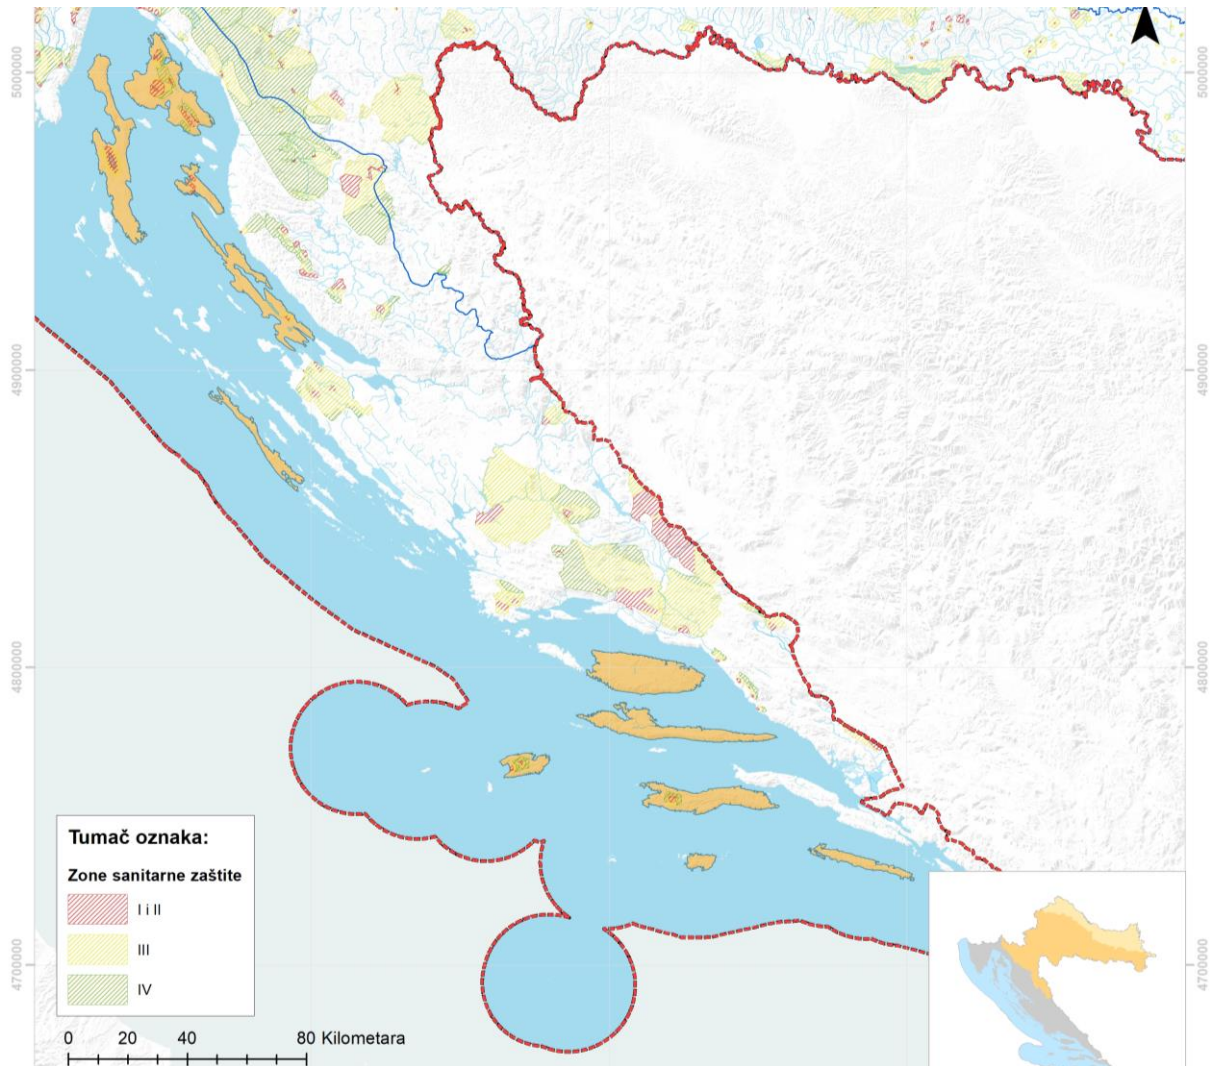 5000000
5000000
4900000
4900000
4800000
4800000
4700000
4700000
Tumač oznaka:
Zone sanitarne zaštite
I i II
III
IV
0 20 40 80 Kilometara